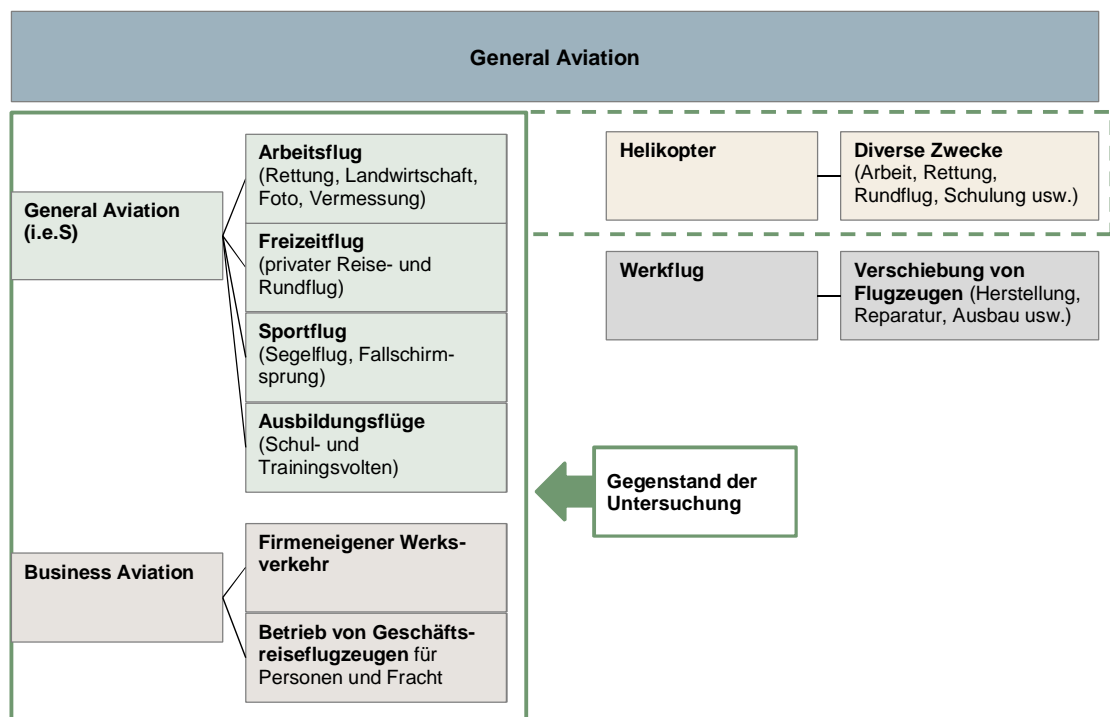 General Aviation
General Aviation
(i.e.S)
Arbeitsflug
(Rettung, Landwirtschaft,
Foto, Vermessung)
Freizeitflug
(privater Reise- und
Rundflug)
Sportflug
(Segelflug, Fallschirm-
sprung)
Ausbildungsflüge
(Schul- und
Trainingsvolten)
Business Aviation
Firmeneigener Werks-
verkehr
Betrieb von Geschäfts-
reiseflugzeugen für
Personen und Fracht
Helikopter
Diverse Zwecke
(Arbeit, Rettung,
Rundflug, Schulung usw.)
Werkflug
Verschiebung von
Flugzeugen (Herstellung,
Reparatur, Ausbau usw.)
Gegenstand der
Untersuchung